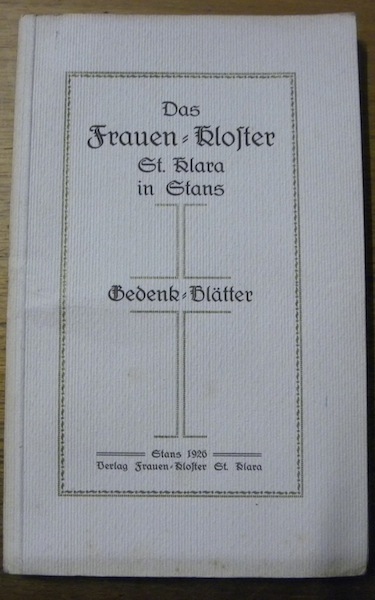 Das
Frauen-Kloster
St. Klara
in Stans
Gedenk-Blätter
Stans 1926
Verlag Frauen-Kloster St. Klara